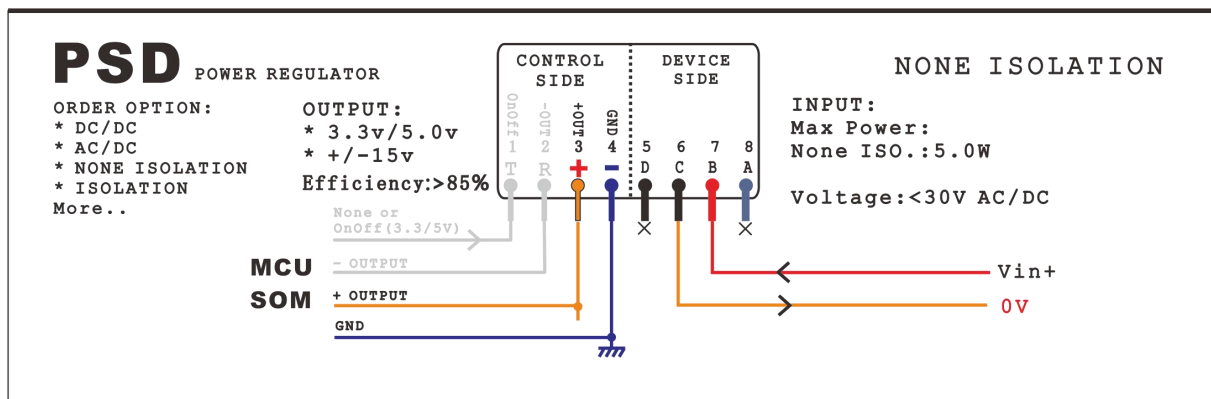 PSD POWER REGULATOR
ORDER OPTION:
* DC/DC
* AC/DC
* NONE ISOLATION
* ISOLATION
More..
OUTPUT:
* 3.3v/5.0v
* +/-15v
Efficiency:>85%
CONTROL SIDE
DEVICE SIDE
OnOff -OUT +OUT GND
1 2 3 4 5 6 7 8
T R + - D C B A
NONE ISOLATION
INPUT:
Max Power:
None ISO.:5.0W
Voltage:<30V AC/DC
None or
OnOff(3.3/5V)
MCU - OUTPUT
SOM + OUTPUT
GND
Vin+
0V